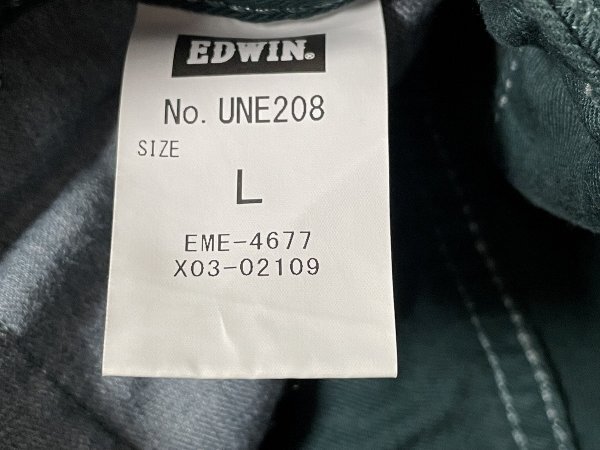 EDWIN®
No. UNE208
SIZE
L
EME-4677
X03-02109